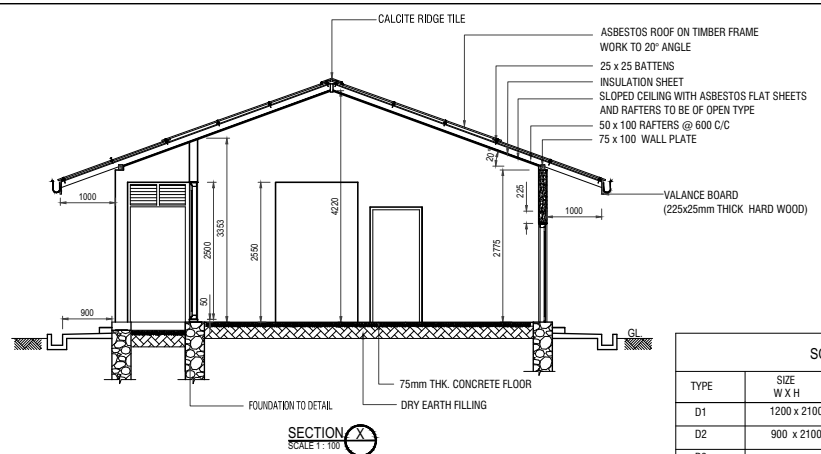 CALCITE RIDGE TILE
ASBESTOS ROOF ON TIMBER FRAME
WORK TO 20° ANGLE
25 x 25 BATTENS
INSULATION SHEET
SLOPED CEILING WITH ASBESTOS FLAT SHEETS
AND RAFTERS TO BE OF OPEN TYPE
50 x 100 RAFTERS @ 600 C/C
75 x 100 WALL PLATE
20°
VALANCE BOARD
(225x25mm THICK HARD WOOD)
1000
225
1000
2500
3353
2550
4220
2775
50
900
GL
75mm THK. CONCRETE FLOOR
FOUNDATION TO DETAIL
DRY EARTH FILLING
SECTION X
SCALE 1 : 100
TYPE SIZE
W X H
D1 1200 x 2100
D2 900 x 2100